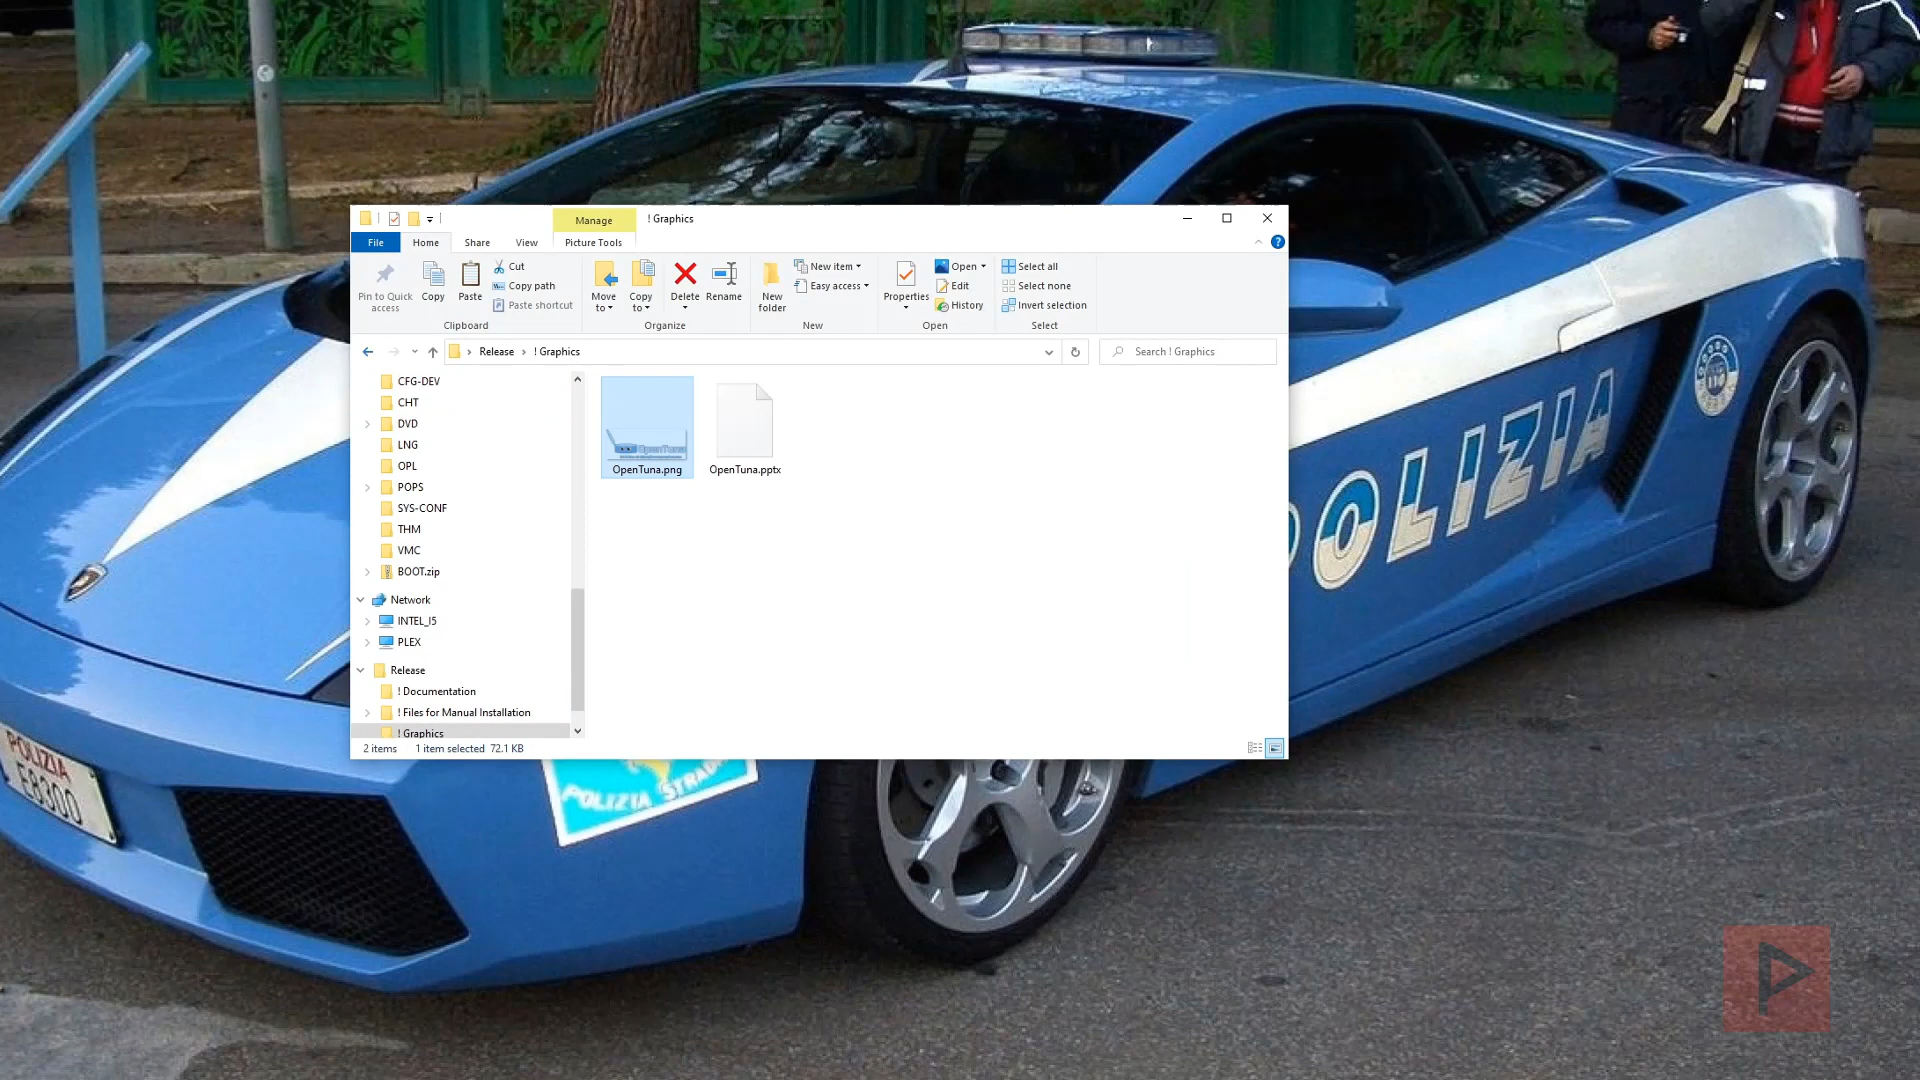 Manage
! Graphics
File
Home
Share
View
Picture Tools
Pin to Quick access
Copy
Paste
Cut
Copy path
Paste shortcut
Clipboard
Move to
Copy to
Delete
Rename
Organize
New folder
New item
Easy access
New
Properties
Open
Edit
History
Open
Select all
Select none
Invert selection
Select
Release
! Graphics
Search ! Graphics
CFG-DEV
CHT
DVD
LNG
OPL
POPS
SYS-CONF
THM
VMC
BOOT.zip
Network
INTEL_I5
PLEX
Release
! Documentation
! Files for Manual Installation
! Graphics
OpenTuna
OpenTuna.png
OpenTuna.pptx
2 items
1 item selected 72.1 KB
POLIZIA
POLIZIA
E8300
POLIZIA STRAD